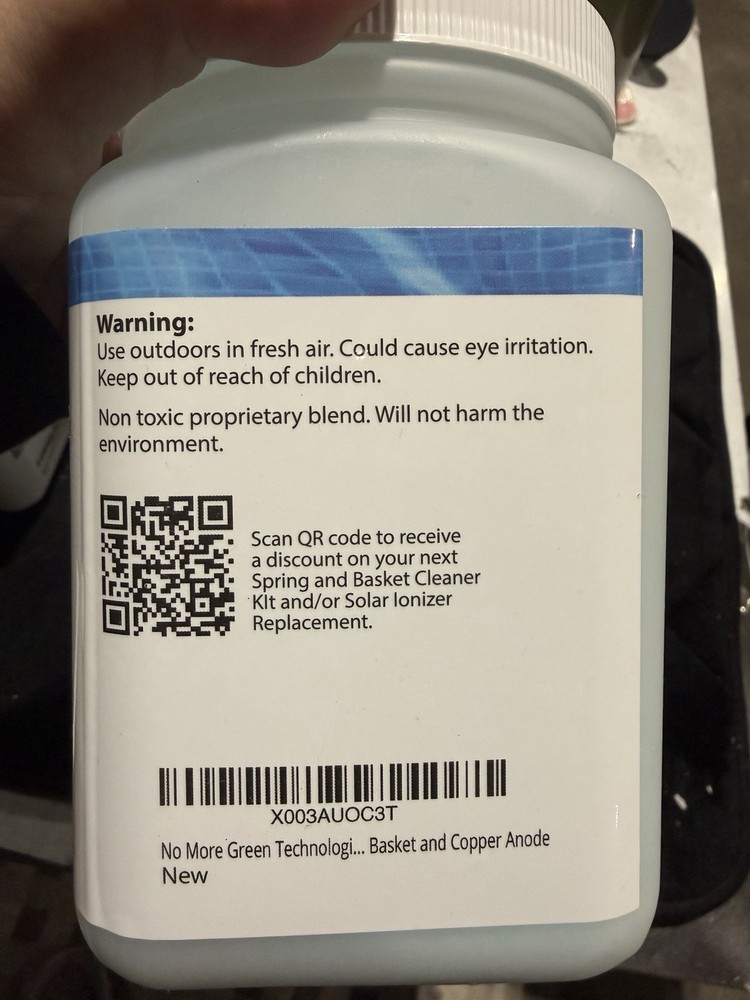 Warning:
Use outdoors in fresh air. Could cause eye irritation.
Keep out of reach of children.
Non toxic proprietary blend. Will not harm the
environment.
Scan QR code to receive
a discount on your next
Spring and Basket Cleaner
KIt and/or Solar Ionizer
Replacement.
X003AUOC3T
No More Green Technologi... Basket and Copper Anode
New